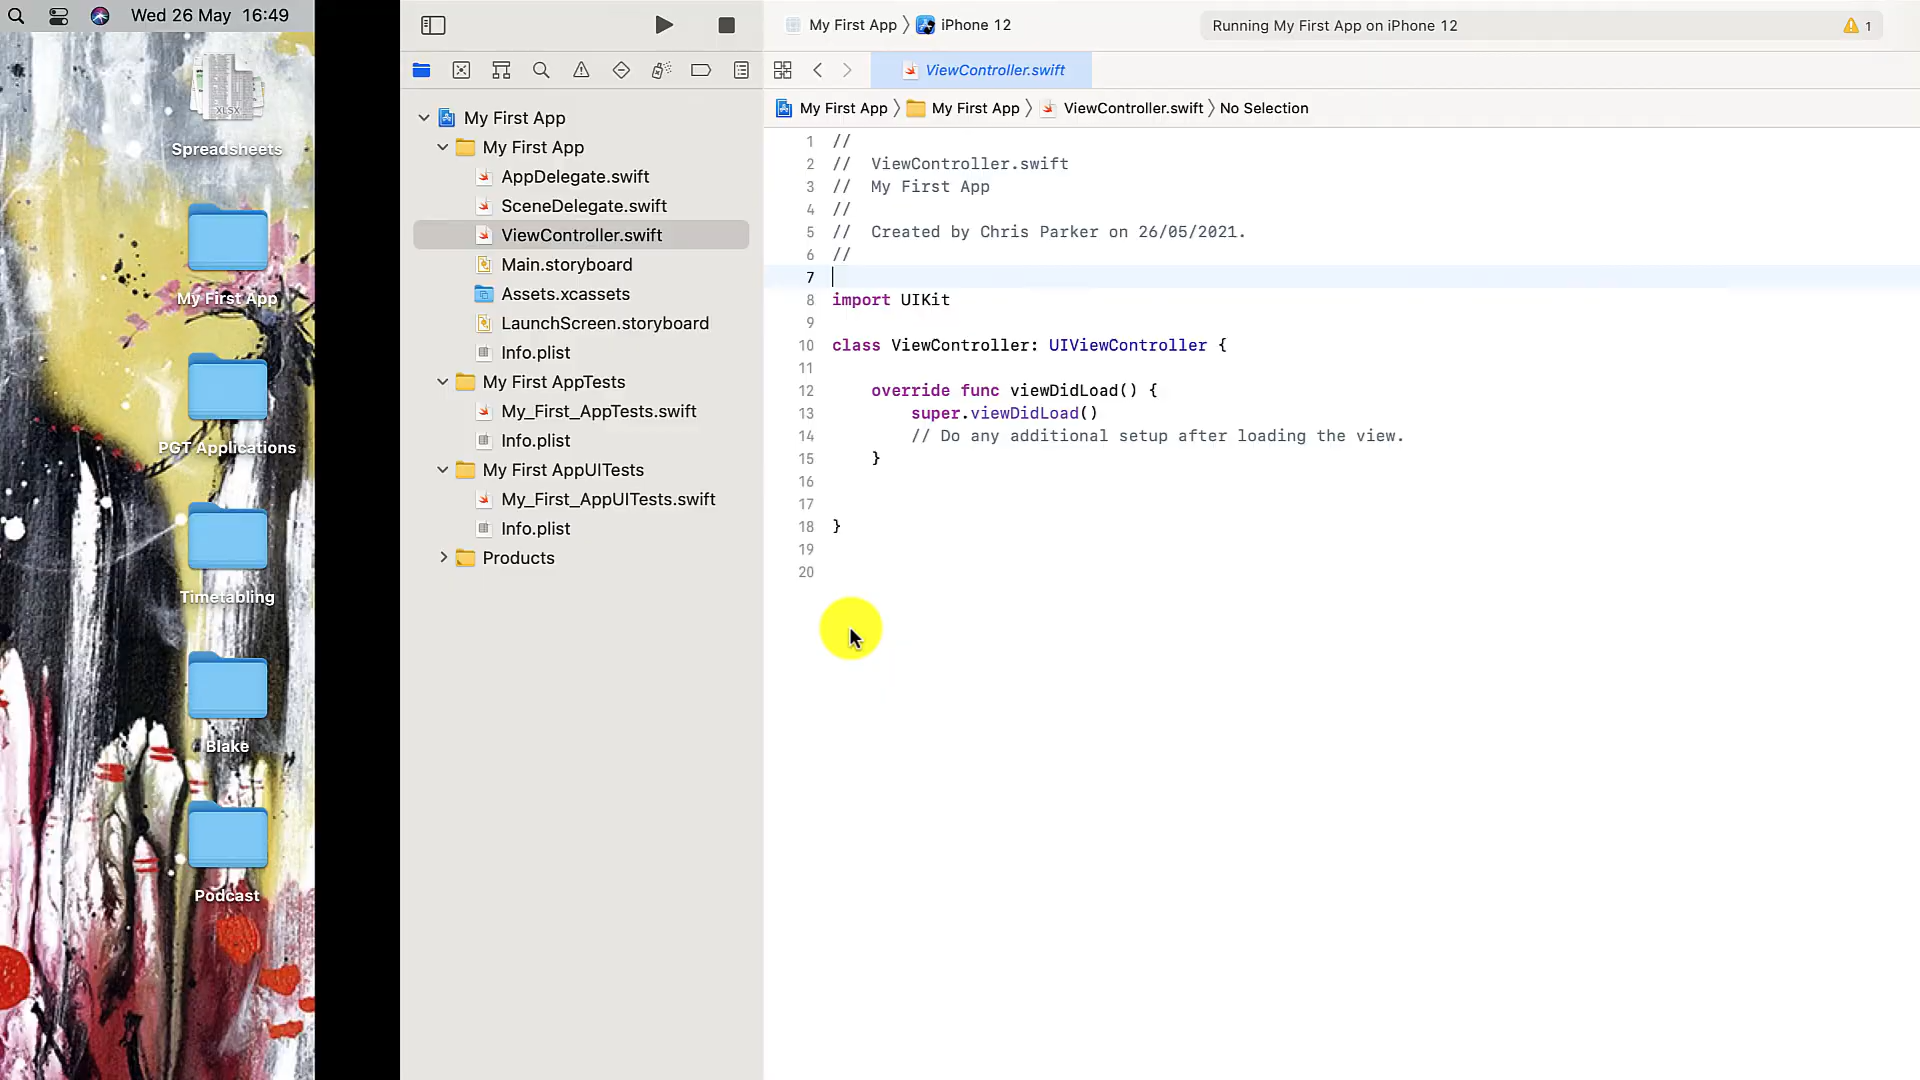 Wed 26 May 16:49
XLSX
Spreadsheets
My First App
PGT Applications
Timetabling
Blake
Podcast
My First App
My First App
AppDelegate.swift
SceneDelegate.swift
ViewController.swift
Main.storyboard
Assets.xcassets
LaunchScreen.storyboard
Info.plist
My First AppTests
My_First_AppTests.swift
Info.plist
My First AppUITests
My_First_AppUITests.swift
Info.plist
Products
My First App iPhone 12
Running My First App on iPhone 12
1
ViewController.swift
My First App My First App ViewController.swift No Selection
1 //
2 //  ViewController.swift
3 //  My First App
4 //
5 //  Created by Chris Parker on 26/05/2021.
6 //
7
8 import UIKit
9
10 class ViewController: UIViewController {
11
12     override func viewDidLoad() {
13         super.viewDidLoad()
14         // Do any additional setup after loading the view.
15     }
16
17
18 }
19
20